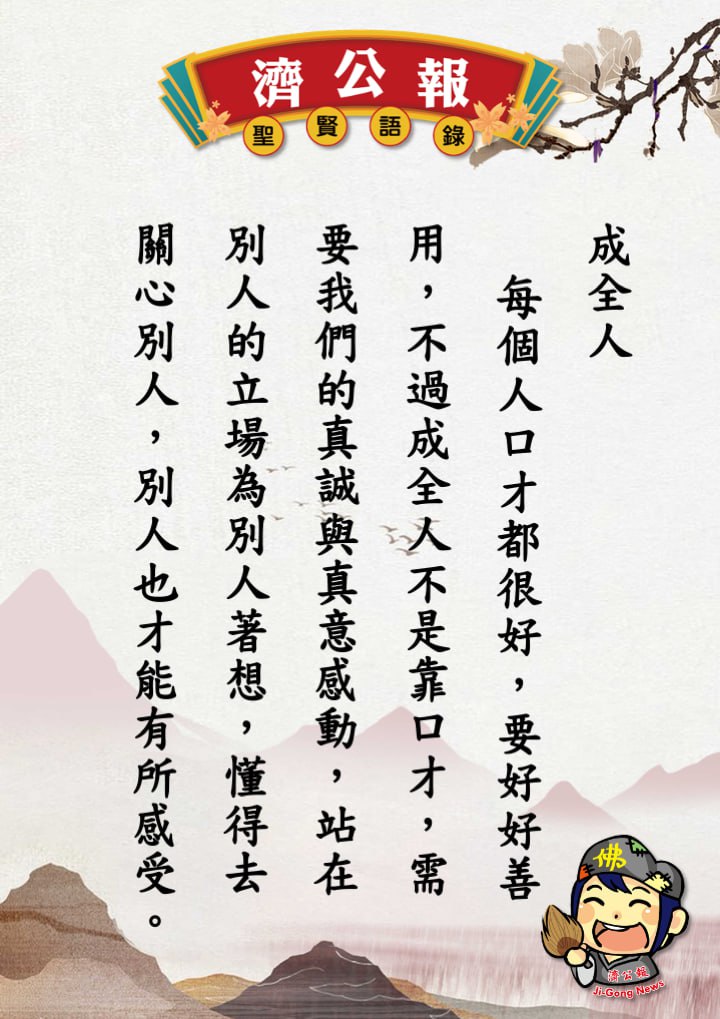 濟公報
聖賢語錄
成全人
每個人口才都很好，要好好善
用，不過成全人不是靠口才，需
要我們的真誠與真意感動，站在
別人的立場為別人著想，懂得去
關心別人，別人也才能有所感受。
佛
濟公報
Ji-Gong News